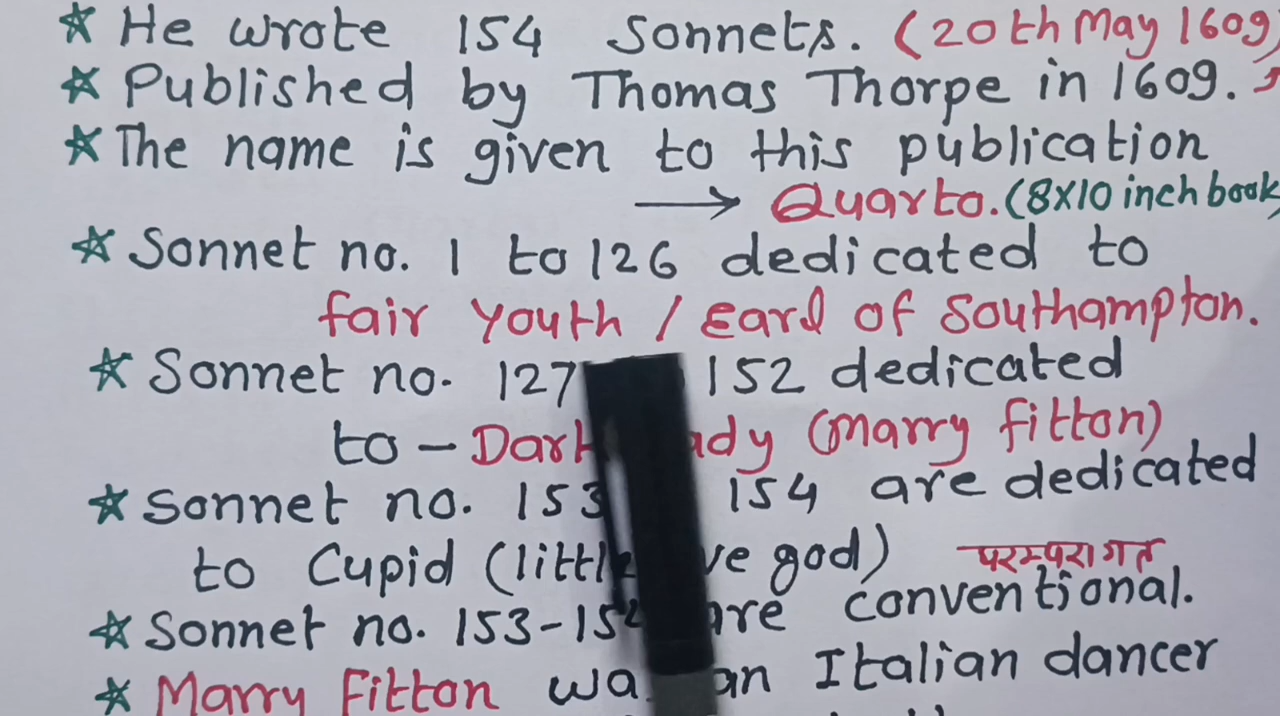 ☆ He wrote 154 Sonnets. (20th May 1609)
☆ Published by Thomas Thorpe in 1609.
☆ The name is given to this publication
→ Quarto. (8x10 inch book
☆ Sonnet no. 1 to 126 dedicated to
fair Youth / Earl of Southampton.
☆ Sonnet no. 127 152 dedicated
to - Dark ady (Marry fitton)
☆ Sonnet no. 153 154 are dedicated
to Cupid (little ve god)
परम्परागत
☆ Sonnet no. 153-154 are conventional.
☆ Marry Fitton wa an Italian dancer